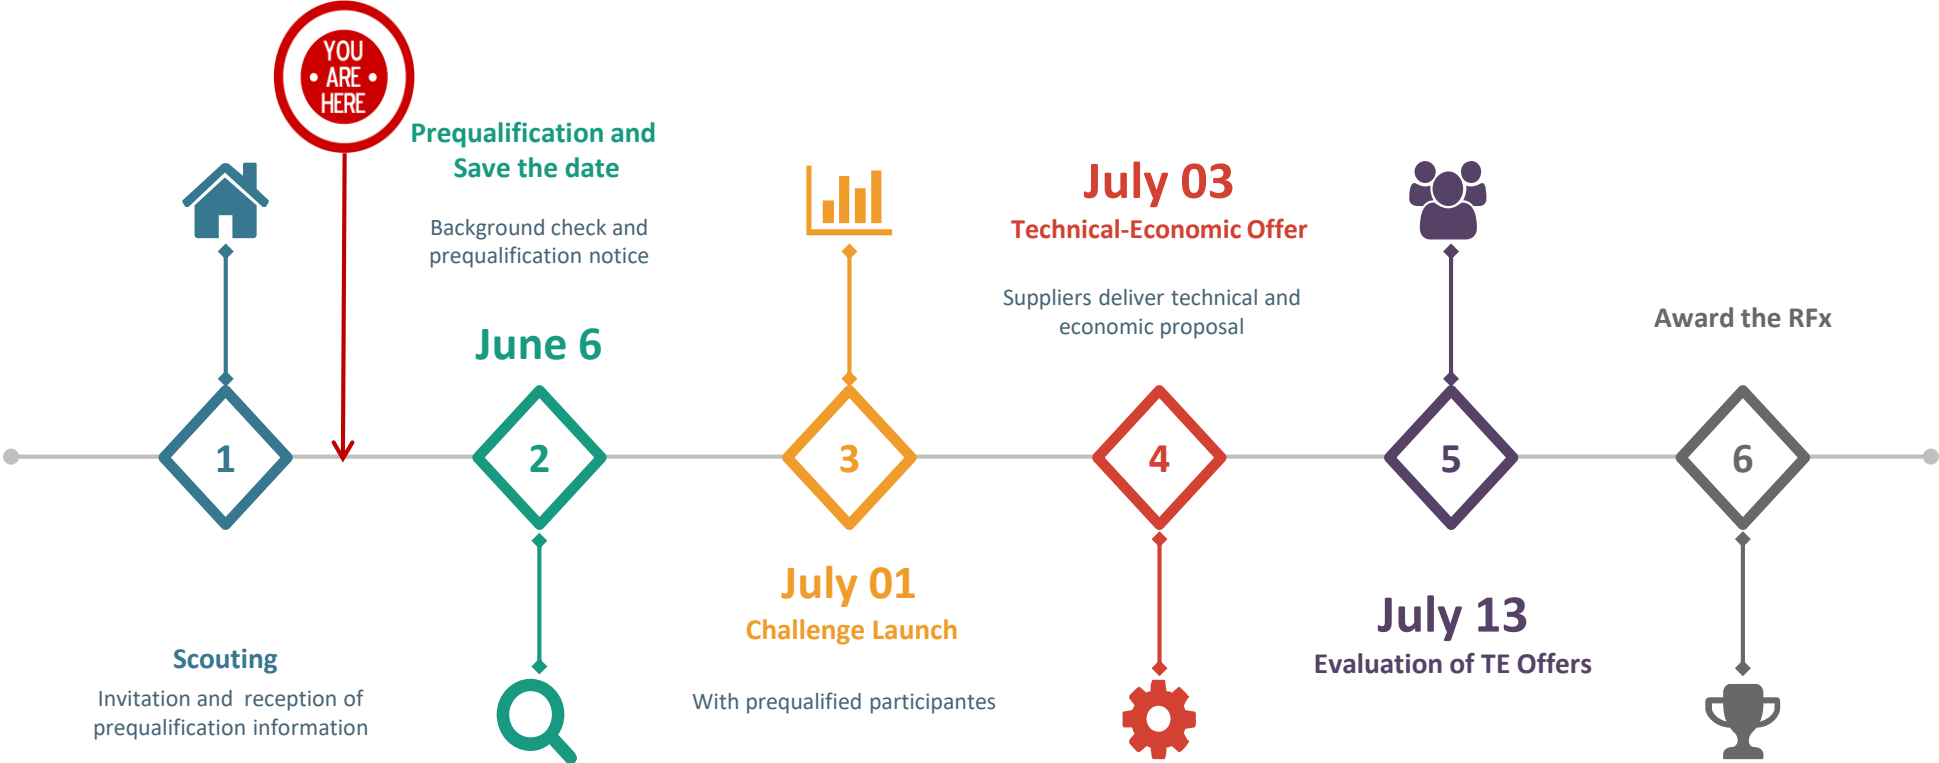 YOU
• ARE •
HERE
Prequalification and
Save the date
Background check and
prequalification notice
June 6
July 03
Technical-Economic Offer
Suppliers deliver technical and
economic proposal
Award the RFx
1
2
3
4
5
6
Scouting
Invitation and reception of
prequalification information
July 01
Challenge Launch
With prequalified participantes
July 13
Evaluation of TE Offers